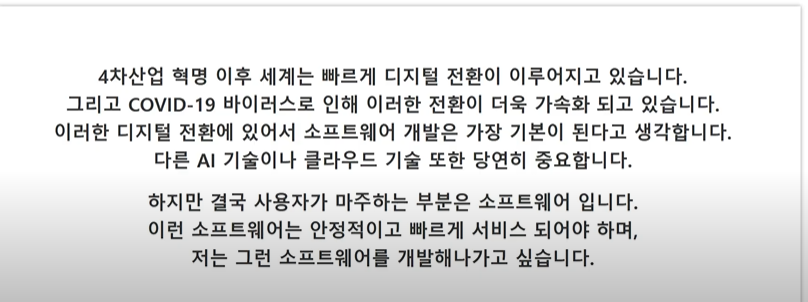 4차산업 혁명 이후 세계는 빠르게 디지털 전환이 이루어지고 있습니다.
그리고 COVID-19 바이러스로 인해 이러한 전환이 더욱 가속화 되고 있습니다.
이러한 디지털 전환에 있어서 소프트웨어 개발은 가장 기본이 된다고 생각합니다.
다른 AI 기술이나 클라우드 기술 또한 당연히 중요합니다.
하지만 결국 사용자가 마주하는 부분은 소프트웨어 입니다.
이런 소프트웨어는 안정적이고 빠르게 서비스 되어야 하며,
저는 그런 소프트웨어를 개발해나가고 싶습니다.